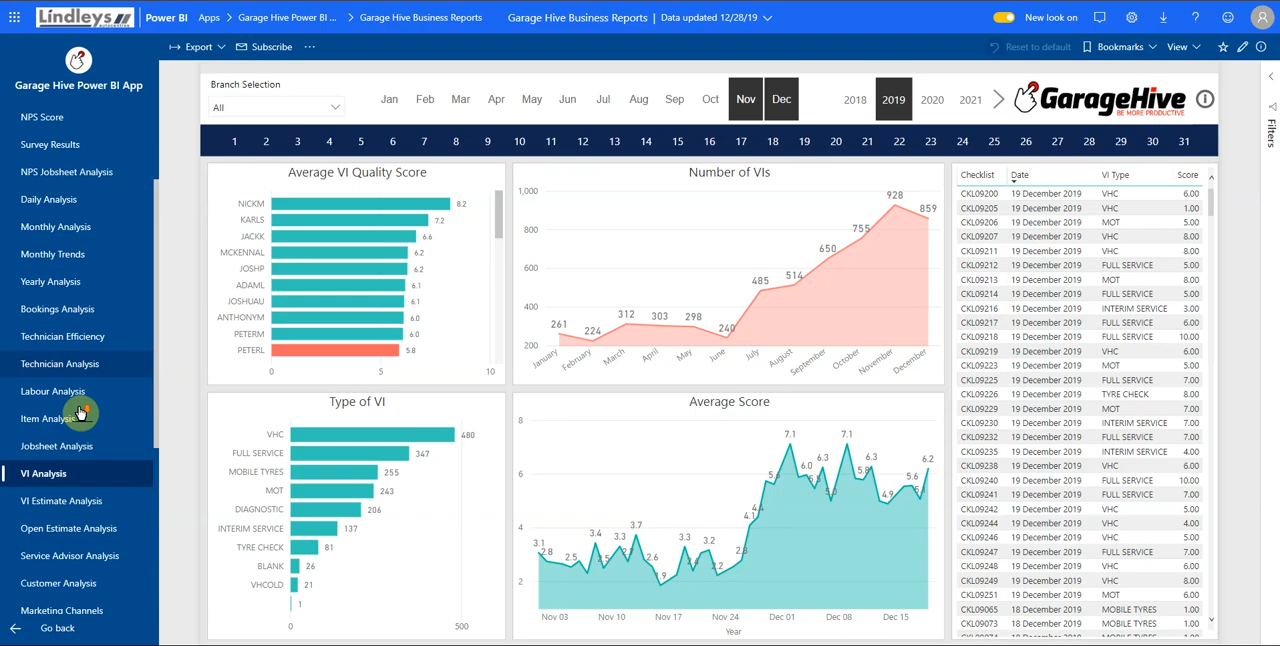 Lindleys AUTOCENTRES Power BI Apps Garage Hive Power BI ... Garage Hive Business Reports Garage Hive Business Reports | Data updated 12/28/19 New look on
Export Subscribe ... Reset to default Bookmarks View
Garage Hive Power BI App
NPS Score
Survey Results
NPS Jobsheet Analysis
Daily Analysis
Monthly Analysis
Monthly Trends
Yearly Analysis
Bookings Analysis
Technician Efficiency
Technician Analysis
Labour Analysis
Item Analysis
Jobsheet Analysis
VI Analysis
VI Estimate Analysis
Open Estimate Analysis
Service Advisor Analysis
Customer Analysis
Marketing Channels
Go back
Branch Selection
All
Jan Feb Mar Apr May Jun Jul Aug Sep Oct Nov Dec
2018 2019 2020 2021
GarageHive
BE MORE PRODUCTIVE
1 2 3 4 5 6 7 8 9 10 11 12 13 14 15 16 17 18 19 20 21 22 23 24 25 26 27 28 29 30 31
Filters
Average VI Quality Score
NICKM 8.2
KARLS 7.2
JACKK 6.6
MCKENNAL 6.2
JOSHP 6.2
ADAML 6.1
JOSHUAU 6.1
ANTHONYM 6.0
PETERM 6.0
PETERL 5.8
0 5 10
Number of VIs
1,000
800
600
400
200
261 224 312 303 298 240 485 514 650 755 928 859
January February March April May June July August September October November December
Type of VI
VHC 480
FULL SERVICE 347
MOBILE TYRES 255
MOT 243
DIAGNOSTIC 206
INTERIM SERVICE 137
TYRE CHECK 81
BLANK 26
VHCOLD 21
1
0 500
Average Score
8
6
4
2
3.1 2.8 2.5 3.4 2.5 3.3 3.7 2.6 1.9 3.3 3.2 2.2 2.8 4.1 4.4 5.6 7.1 6.0 6.3 5.0 7.1 5.8 6.3 4.9 5.6 5.1 6.2
Nov 03 Nov 10 Nov 17 Nov 24 Dec 01 Dec 08 Dec 15
Year
Checklist Date VI Type Score
CKL09200 19 December 2019 VHC 6.00
CKL09205 19 December 2019 VHC 1.00
CKL09206 19 December 2019 MOT 5.00
CKL09207 19 December 2019 VHC 8.00
CKL09211 19 December 2019 VHC 8.00
CKL09212 19 December 2019 FULL SERVICE 5.00
CKL09213 19 December 2019 MOT 8.00
CKL09214 19 December 2019 FULL SERVICE 5.00
CKL09216 19 December 2019 INTERIM SERVICE 3.00
CKL09217 19 December 2019 FULL SERVICE 6.00
CKL09218 19 December 2019 FULL SERVICE 10.00
CKL09219 19 December 2019 VHC 6.00
CKL09223 19 December 2019 MOT 5.00
CKL09225 19 December 2019 FULL SERVICE 7.00
CKL09226 19 December 2019 TYRE CHECK 8.00
CKL09229 19 December 2019 MOT 7.00
CKL09230 19 December 2019 INTERIM SERVICE 7.00
CKL09232 19 December 2019 FULL SERVICE 7.00
CKL09235 19 December 2019 INTERIM SERVICE 4.00
CKL09238 19 December 2019 VHC 6.00
CKL09240 19 December 2019 FULL SERVICE 10.00
CKL09241 19 December 2019 FULL SERVICE 7.00
CKL09242 19 December 2019 VHC 5.00
CKL09244 19 December 2019 VHC 4.00
CKL09246 19 December 2019 VHC 5.00
CKL09247 19 December 2019 FULL SERVICE 7.00
CKL09248 19 December 2019 VHC 6.00
CKL09249 19 December 2019 VHC 8.00
CKL09251 19 December 2019 MOT 6.00
CKL09065 18 December 2019 MOBILE TYRES 1.00
CKL09073 18 December 2019 MOBILE TYRES 1.00
CKL09074 18 December 2019 MOBILE TYRES 1.00